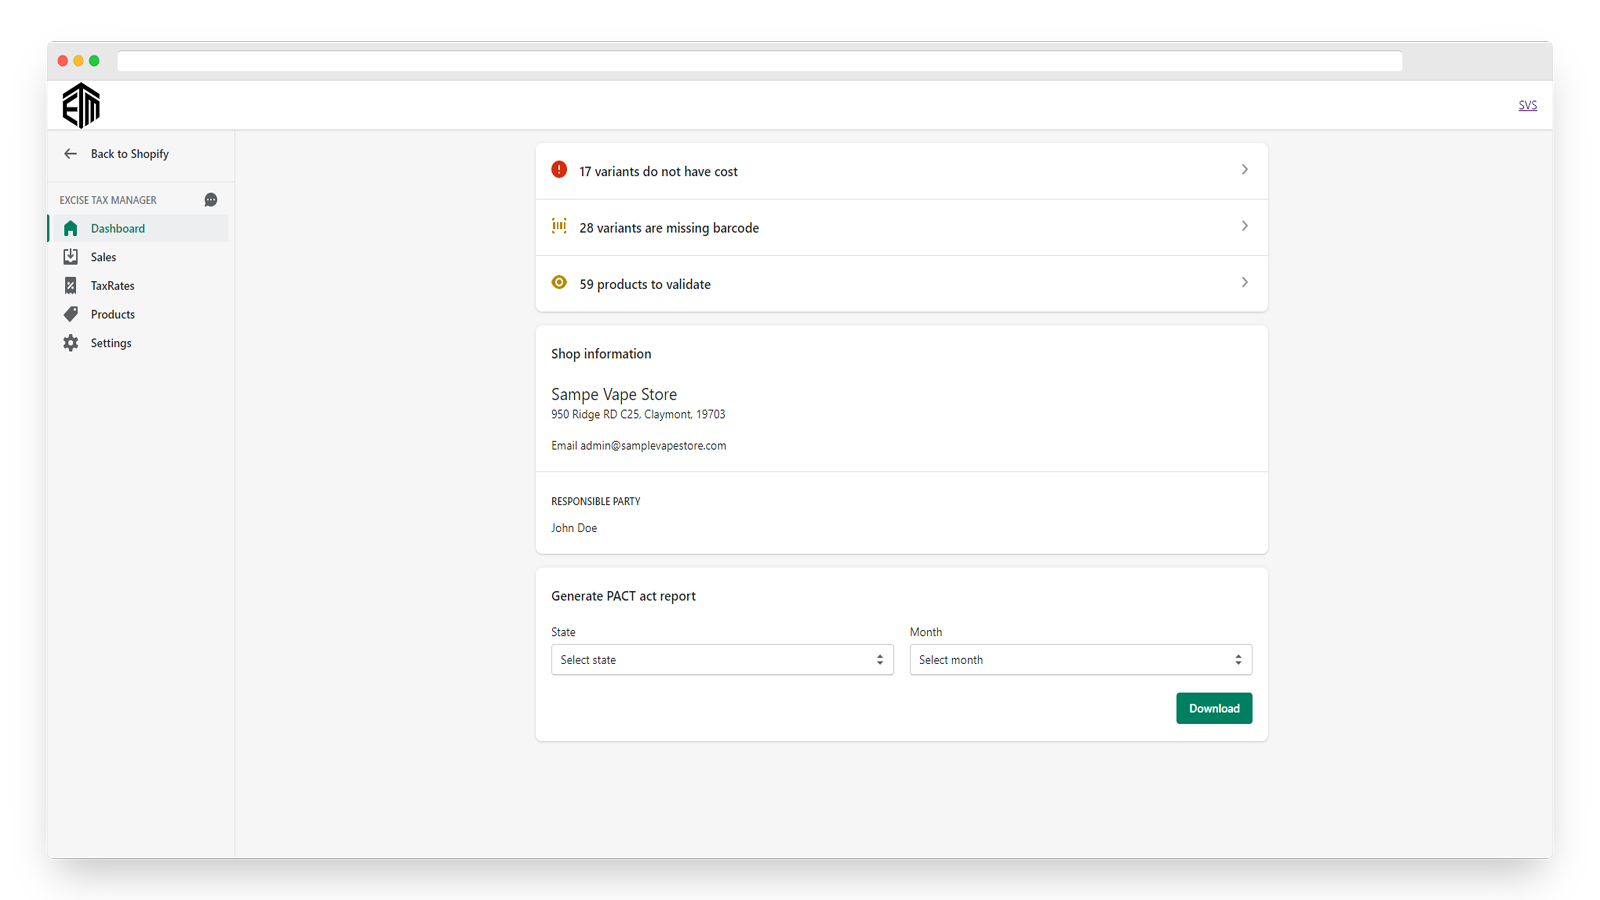 ETM
SVS
Back to Shopify
EXCISE TAX MANAGER
Dashboard
Sales
TaxRates
Products
Settings
17 variants do not have cost
28 variants are missing barcode
59 products to validate
Shop information
Sampe Vape Store
950 Ridge RD C25, Claymont, 19703
Email admin@samplevapestore.com
RESPONSIBLE PARTY
John Doe
Generate PACT act report
State
Month
Select state
Select month
Download